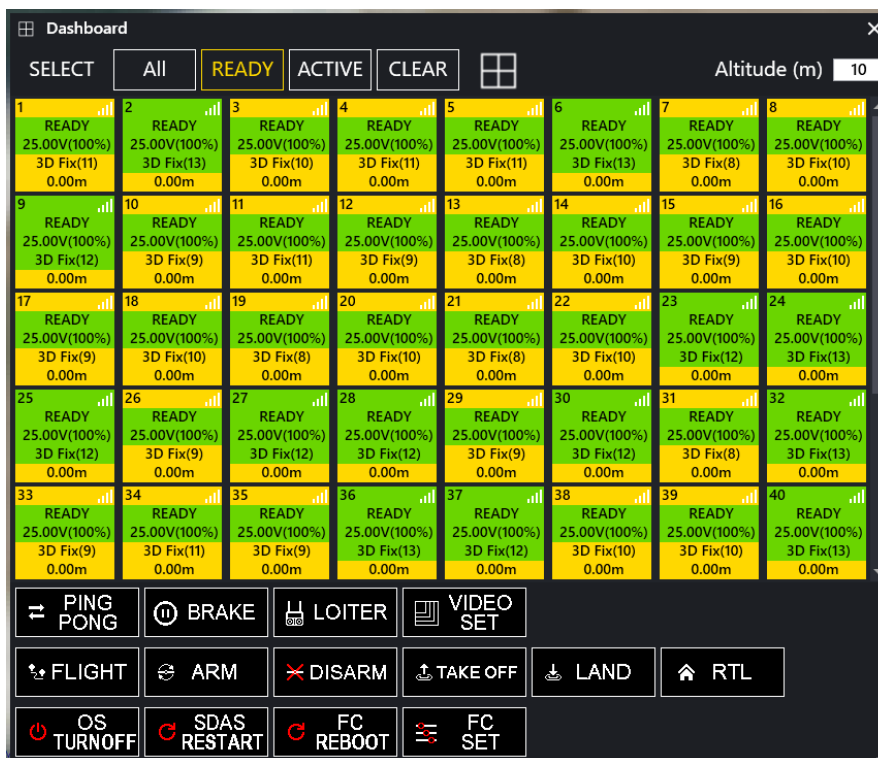 Dashboard
SELECT All READY ACTIVE CLEAR Altitude (m) 10
1 2 3 4 5 6 7 8
READY READY READY READY READY READY READY READY
25.00V(100%) 25.00V(100%) 25.00V(100%) 25.00V(100%) 25.00V(100%) 25.00V(100%) 25.00V(100%) 25.00V(100%)
3D Fix(11) 3D Fix(13) 3D Fix(10) 3D Fix(11) 3D Fix(11) 3D Fix(13) 3D Fix(8) 3D Fix(10)
0.00m 0.00m 0.00m 0.00m 0.00m 0.00m 0.00m 0.00m
9 10 11 12 13 14 15 16
READY READY READY READY READY READY READY READY
25.00V(100%) 25.00V(100%) 25.00V(100%) 25.00V(100%) 25.00V(100%) 25.00V(100%) 25.00V(100%) 25.00V(100%)
3D Fix(12) 3D Fix(9) 3D Fix(11) 3D Fix(9) 3D Fix(8) 3D Fix(10) 3D Fix(9) 3D Fix(10)
0.00m 0.00m 0.00m 0.00m 0.00m 0.00m 0.00m 0.00m
17 18 19 20 21 22 23 24
READY READY READY READY READY READY READY READY
25.00V(100%) 25.00V(100%) 25.00V(100%) 25.00V(100%) 25.00V(100%) 25.00V(100%) 25.00V(100%) 25.00V(100%)
3D Fix(9) 3D Fix(10) 3D Fix(8) 3D Fix(10) 3D Fix(8) 3D Fix(10) 3D Fix(12) 3D Fix(13)
0.00m 0.00m 0.00m 0.00m 0.00m 0.00m 0.00m 0.00m
25 26 27 28 29 30 31 32
READY READY READY READY READY READY READY READY
25.00V(100%) 25.00V(100%) 25.00V(100%) 25.00V(100%) 25.00V(100%) 25.00V(100%) 25.00V(100%) 25.00V(100%)
3D Fix(12) 3D Fix(9) 3D Fix(12) 3D Fix(12) 3D Fix(9) 3D Fix(12) 3D Fix(8) 3D Fix(13)
0.00m 0.00m 0.00m 0.00m 0.00m 0.00m 0.00m 0.00m
33 34 35 36 37 38 39 40
READY READY READY READY READY READY READY READY
25.00V(100%) 25.00V(100%) 25.00V(100%) 25.00V(100%) 25.00V(100%) 25.00V(100%) 25.00V(100%) 25.00V(100%)
3D Fix(9) 3D Fix(11) 3D Fix(9) 3D Fix(13) 3D Fix(12) 3D Fix(10) 3D Fix(10) 3D Fix(13)
0.00m 0.00m 0.00m 0.00m 0.00m 0.00m 0.00m 0.00m
PING
PONG
BRAKE
LOITER
VIDEO
SET
FLIGHT
ARM
DISARM
TAKE OFF
LAND
RTL
OS
TURNOFF
SDAS
RESTART
FC
REBOOT
FC
SET